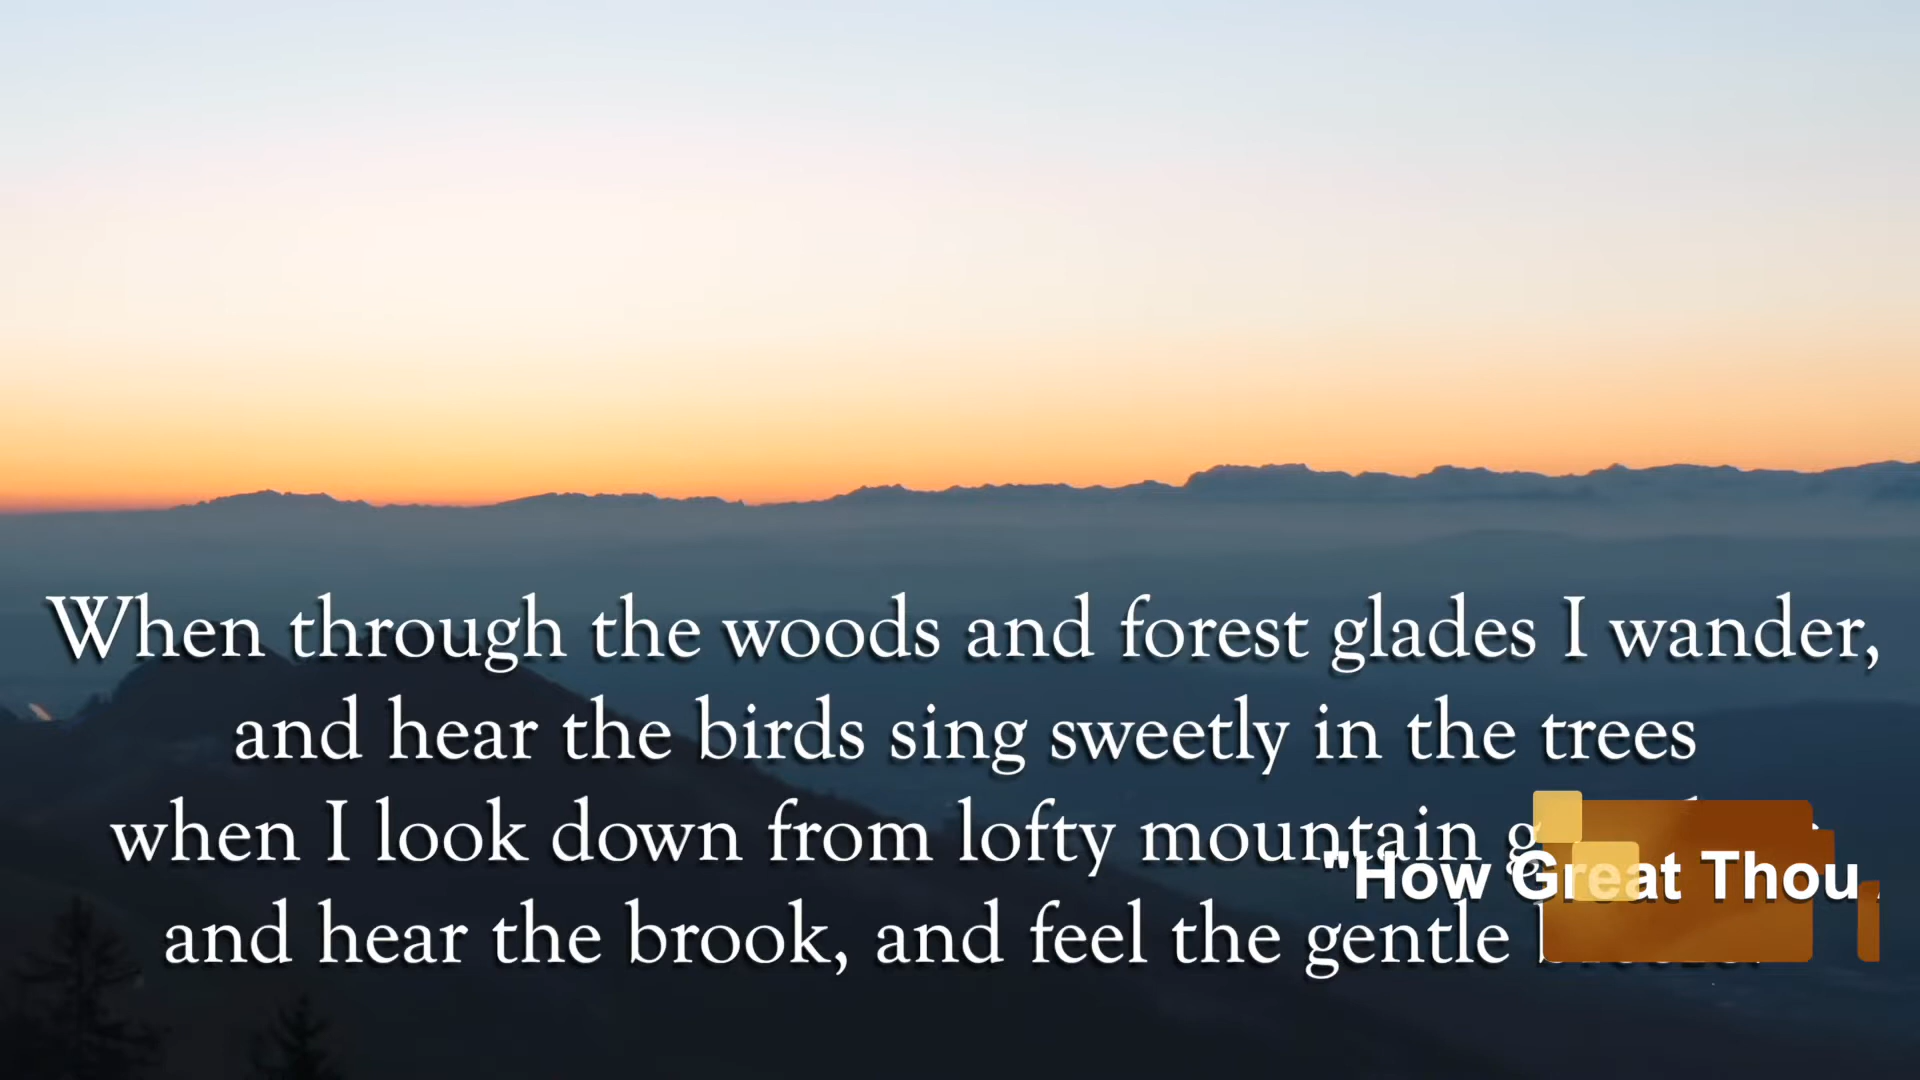 When through the woods and forest glades I wander,
and hear the birds sing sweetly in the trees
when I look down from lofty mountain
"How Great Thou
and hear the brook, and feel the gentle